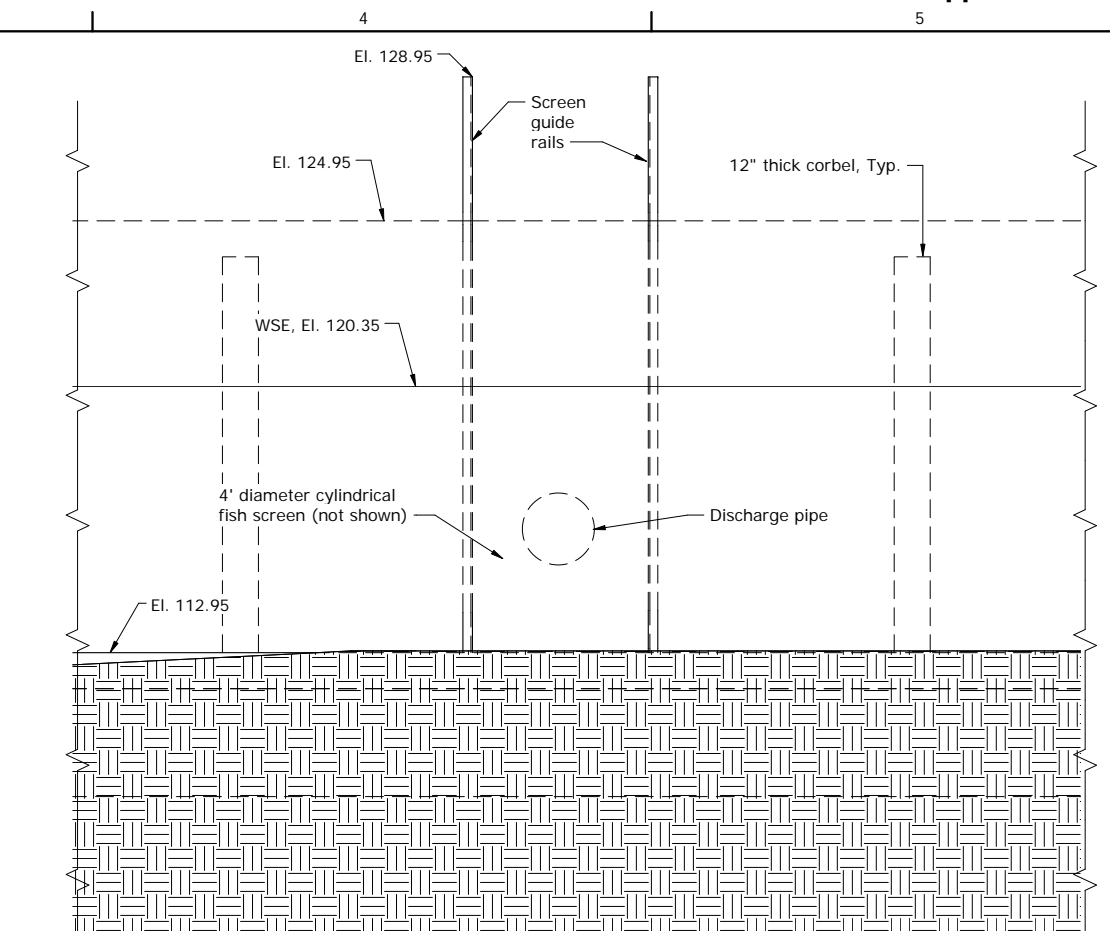 4
5
El. 128.95
Screen
guide
rails
El. 124.95
12" thick corbel, Typ.
WSE, El. 120.35
4' diameter cylindrical
fish screen (not shown)
Discharge pipe
El. 112.95